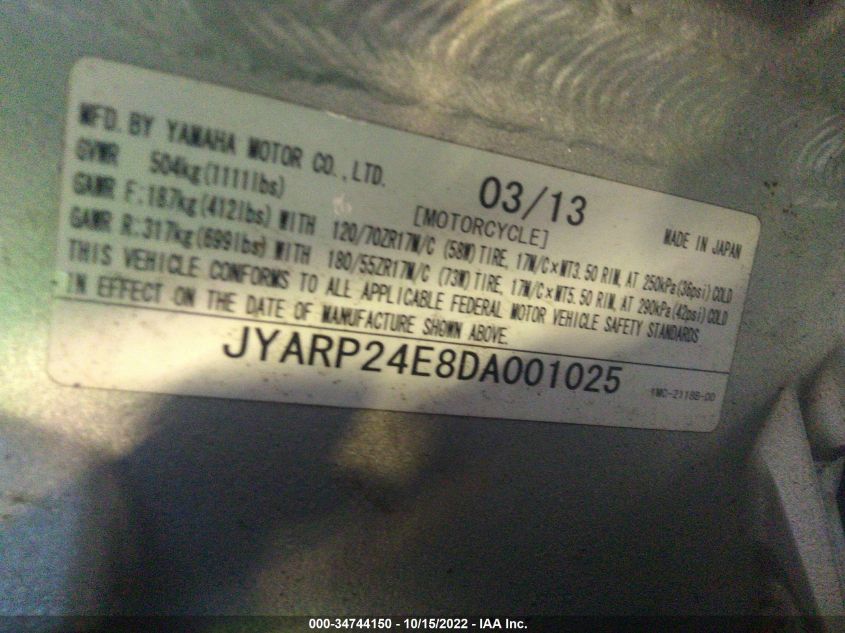 MFD. BY YAMAHA MOTOR CO., LTD.
03/13
GVWR 504kg(1111lbs)
[MOTORCYCLE]
MADE IN JAPAN
GAWR F:187kg(412lbs) WITH 120/70ZR17M/C (58W) TIRE, 17M/C×MT3.50 RIM, AT 250kPa(36psi) COLD
GAWR R:317kg(699lbs) WITH 180/55ZR17M/C (73W) TIRE, 17M/C×MT5.50 RIM, AT 290kPa(42psi) COLD
THIS VEHICLE CONFORMS TO ALL APPLICABLE FEDERAL MOTOR VEHICLE SAFETY STANDARDS
IN EFFECT ON THE DATE OF MANUFACTURE SHOWN ABOVE.
JYARP24E8DA001025
1MC-2118B-00
000-34744150 - 10/15/2022 - IAA Inc.